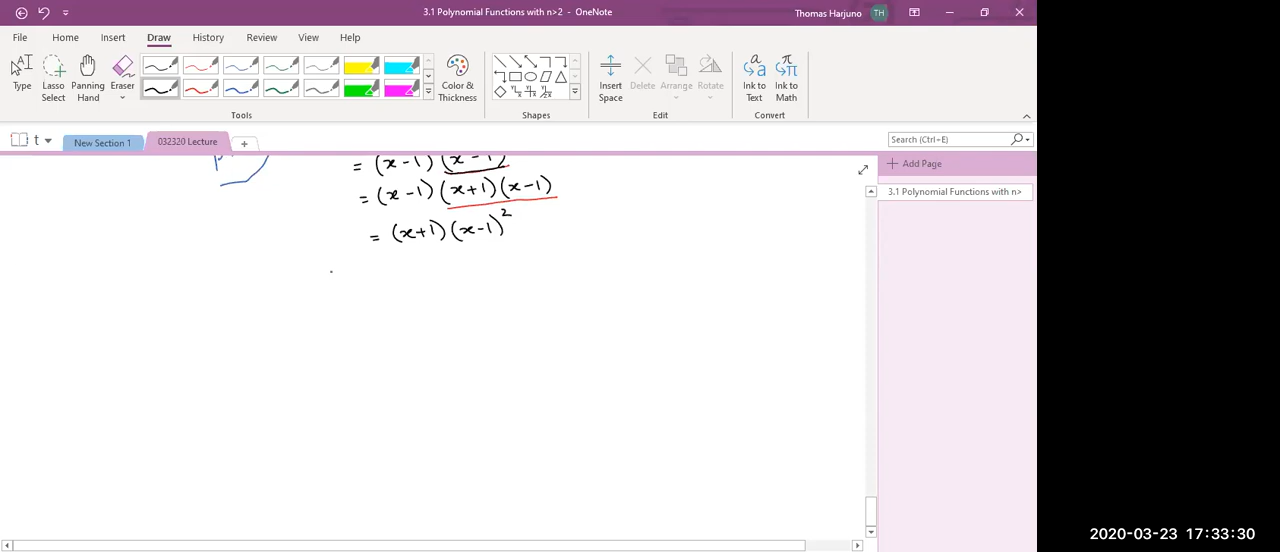 3.1 Polynomial Functions with n>2 - OneNote
Thomas Harjuno TH
File Home Insert Draw History Review View Help
Type
Lasso Select
Panning Hand
Eraser
Color & Thickness
Insert Space
Delete
Arrange
Rotate
Ink to Text
Ink to Math
Tools
Shapes
Edit
Convert
t
New Section 1
032320 Lecture
Search (Ctrl+E)
Add Page
3.1 Polynomial Functions with n>
= (x-1)
= (x-1)(x+1)(x-1)
= (x+1)(x-1)²
2020-03-23 17:33:30